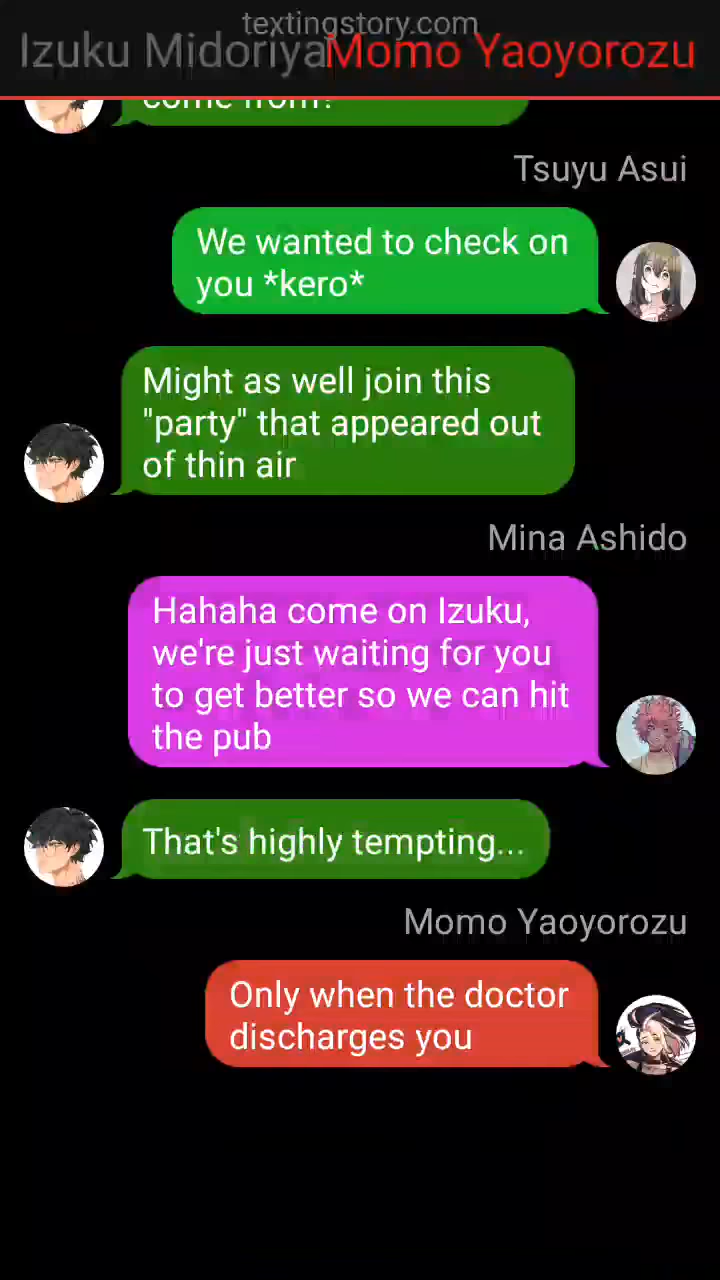 textingstory.com
Izuku Midoriya Momo Yaoyorozu
come from?
Tsuyu Asui
We wanted to check on
you *kero*
Might as well join this
"party" that appeared out
of thin air
Mina Ashido
Hahaha come on Izuku,
we're just waiting for you
to get better so we can hit
the pub
That's highly tempting...
Momo Yaoyorozu
Only when the doctor
discharges you